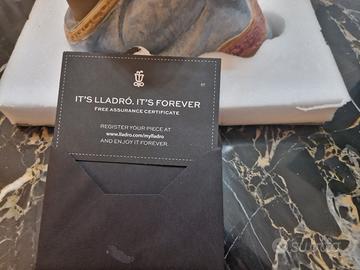 IT'S LLADRÓ, IT'S FOREVER
FREE ASSURANCE CERTIFICATE
REGISTER YOUR PIECE AT
www.lladro.com/mylladro
AND ENJOY IT FOREVER.
subito